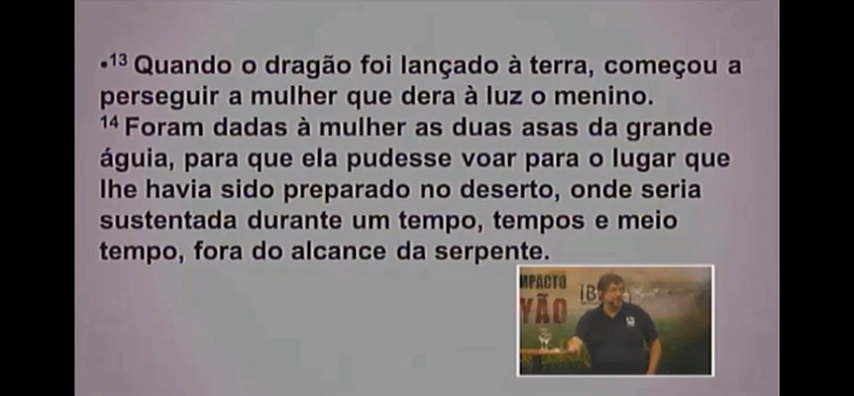 •13 Quando o dragão foi lançado à terra, começou a
perseguir a mulher que dera à luz o menino.
14 Foram dadas à mulher as duas asas da grande
águia, para que ela pudesse voar para o lugar que
lhe havia sido preparado no deserto, onde seria
sustentada durante um tempo, tempos e meio
tempo, fora do alcance da serpente.
MPACTO
YÃO